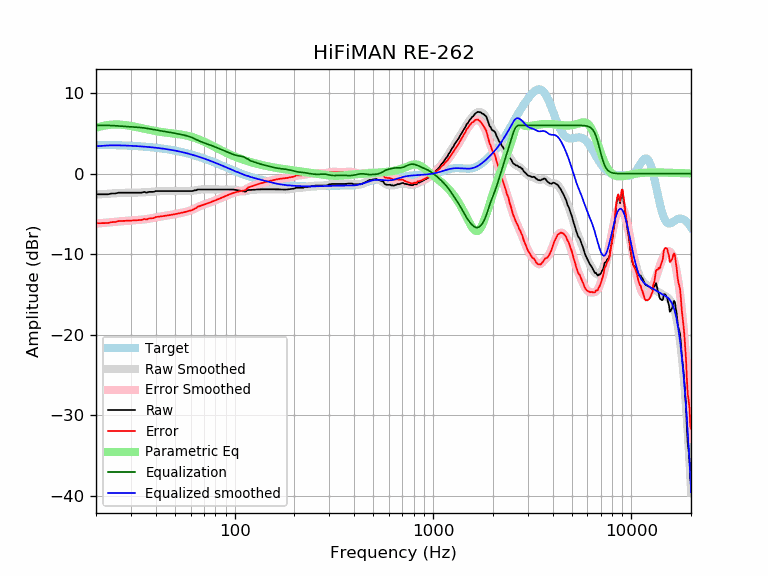 HiFiMAN RE-262
Amplitude (dBr)
10
0
−10
−20
−30
−40
Target
Raw Smoothed
Error Smoothed
Raw
Error
Parametric Eq
Equalization
Equalized smoothed
100 1000 10000
Frequency (Hz)